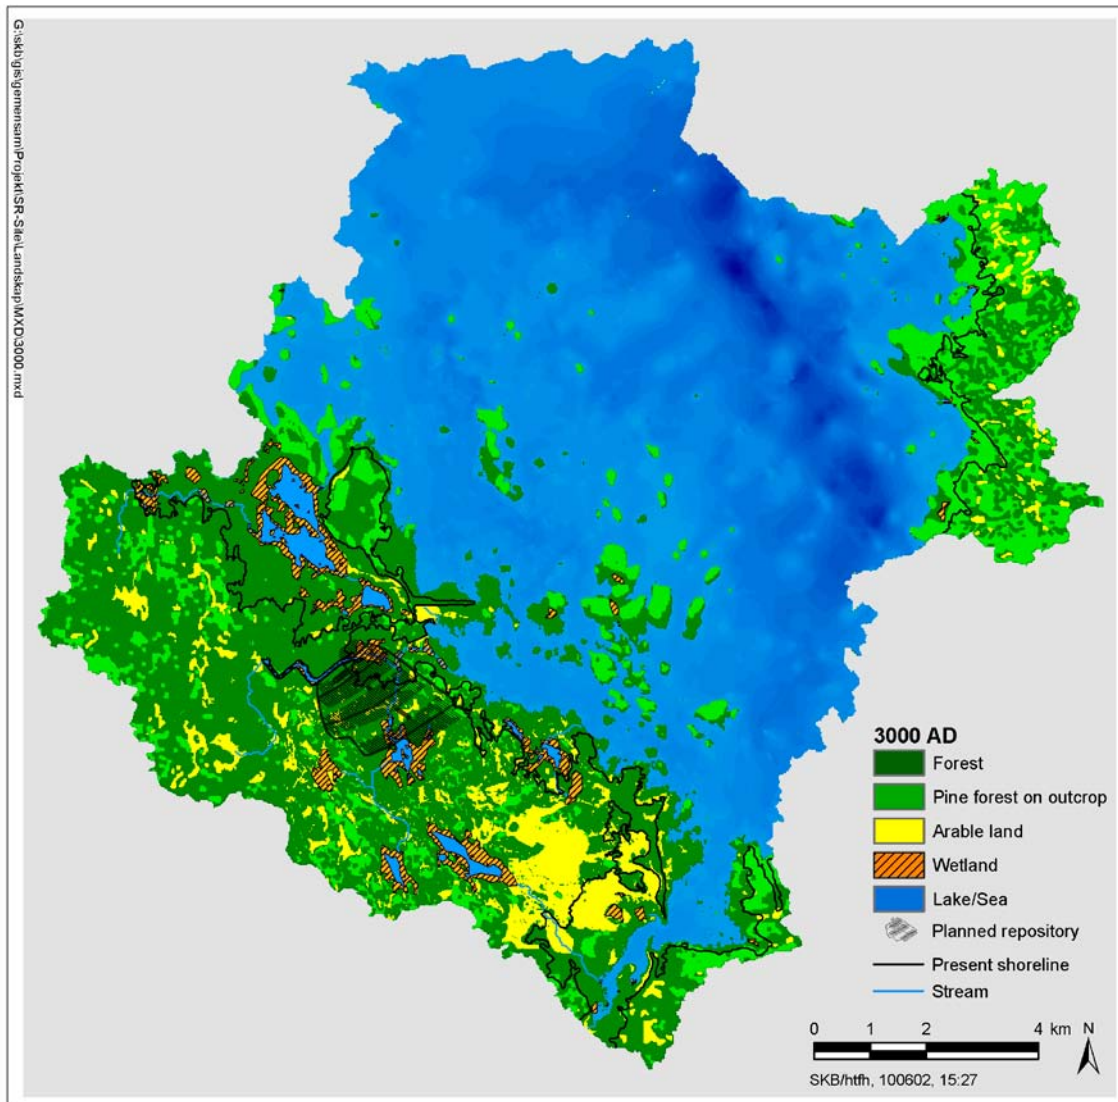 G:\skb\gis\gemensam\Projekt\SR-Site\Landskap\MXD\3000.mxd
3000 AD
Forest
Pine forest on outcrop
Arable land
Wetland
Lake/Sea
Planned repository
Present shoreline
Stream
0 1 2 4 km N
SKB/htfh, 100602, 15:27